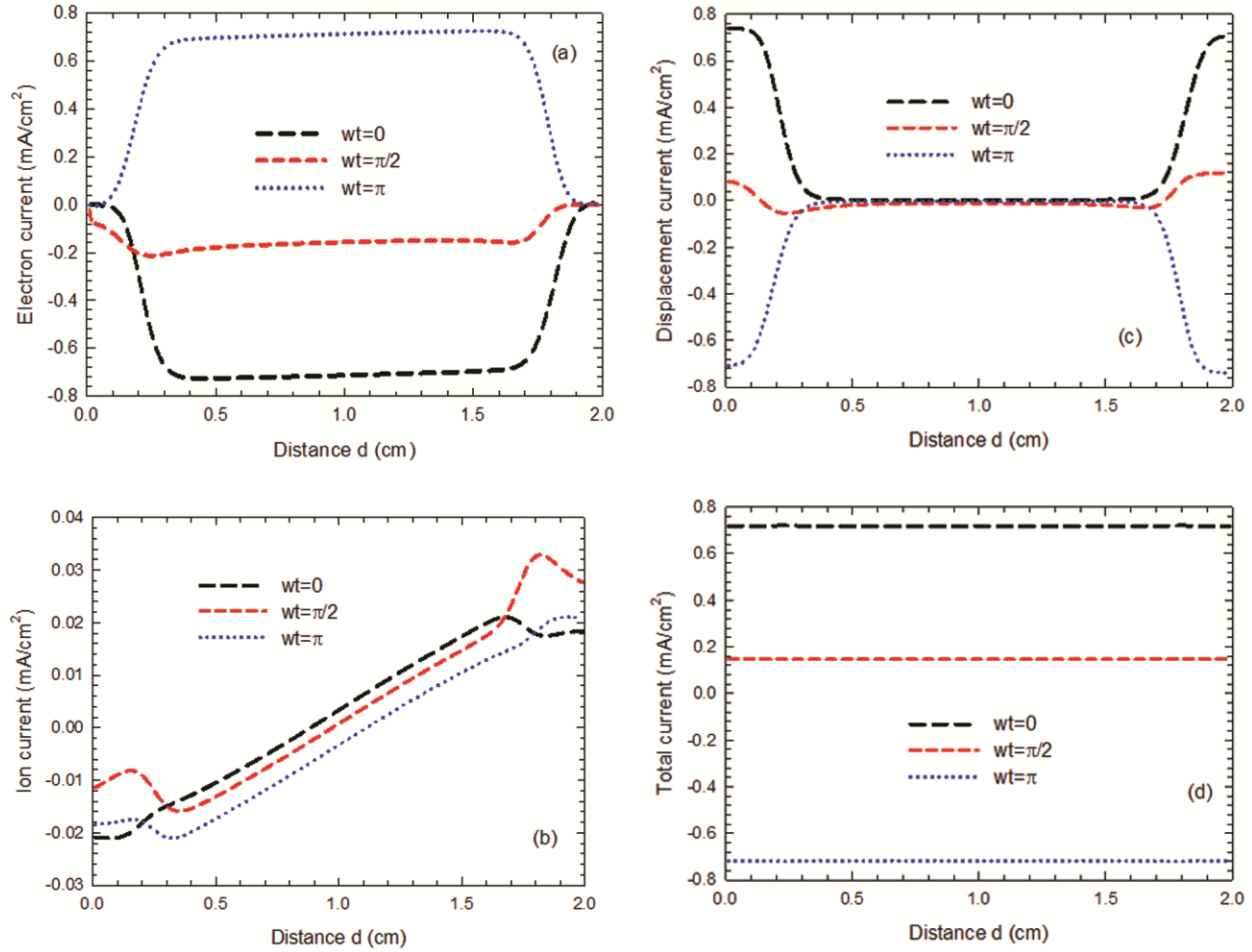 0.8
0.6
0.4
0.2
0.0
-0.2
-0.4
-0.6
-0.8
Electron current (mA/cm²)
(a)
wt=0
wt=π/2
wt=π
0.0 0.5 1.0 1.5 2.0
Distance d (cm)
0.8
0.6
0.4
0.2
0.0
-0.2
-0.4
-0.6
-0.8
Displacement current (mA/cm²)
wt=0
wt=π/2
wt=π
(c)
0.0 0.5 1.0 1.5 2.0
Distance d (cm)
0.04
0.03
0.02
0.01
0.00
-0.01
-0.02
-0.03
Ion current (mA/cm²)
wt=0
wt=π/2
wt=π
(b)
0.0 0.5 1.0 1.5 2.0
Distance d (cm)
0.8
0.6
0.4
0.2
0.0
-0.2
-0.4
-0.6
-0.8
Total current (mA/cm²)
wt=0
wt=π/2
wt=π
(d)
0.0 0.5 1.0 1.5 2.0
Distance d (cm)